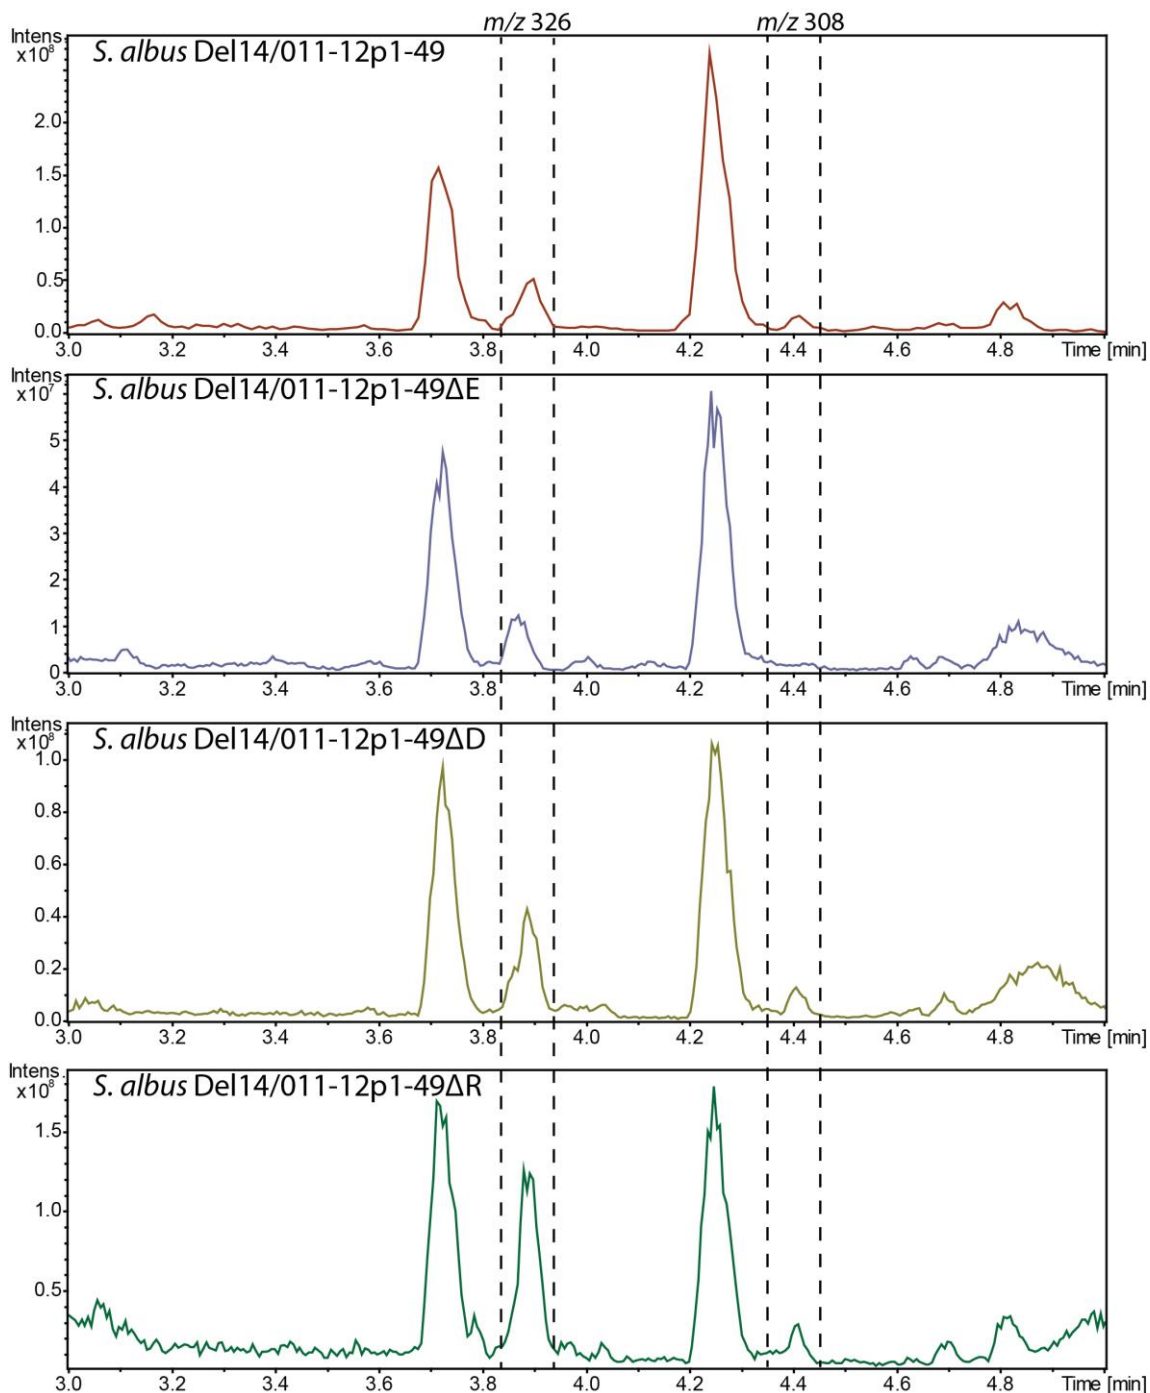 m/z 326 m/z 308
Intens
x10⁸
S. albus Del14/011-12p1-49
2.0
1.5
1.0
0.5
0.0
3.0 3.2 3.4 3.6 3.8 4.0 4.2 4.4 4.6 4.8 Time [min]
Intens
x10⁷
S. albus Del14/011-12p1-49ΔE
5
4
3
2
1
0
3.0 3.2 3.4 3.6 3.8 4.0 4.2 4.4 4.6 4.8 Time [min]
Intens
x10⁸
S. albus Del14/011-12p1-49ΔD
1.0
0.8
0.6
0.4
0.2
0.0
3.0 3.2 3.4 3.6 3.8 4.0 4.2 4.4 4.6 4.8 Time [min]
Intens
x10⁸
S. albus Del14/011-12p1-49ΔR
1.5
1.0
0.5
3.0 3.2 3.4 3.6 3.8 4.0 4.2 4.4 4.6 4.8 Time [min]